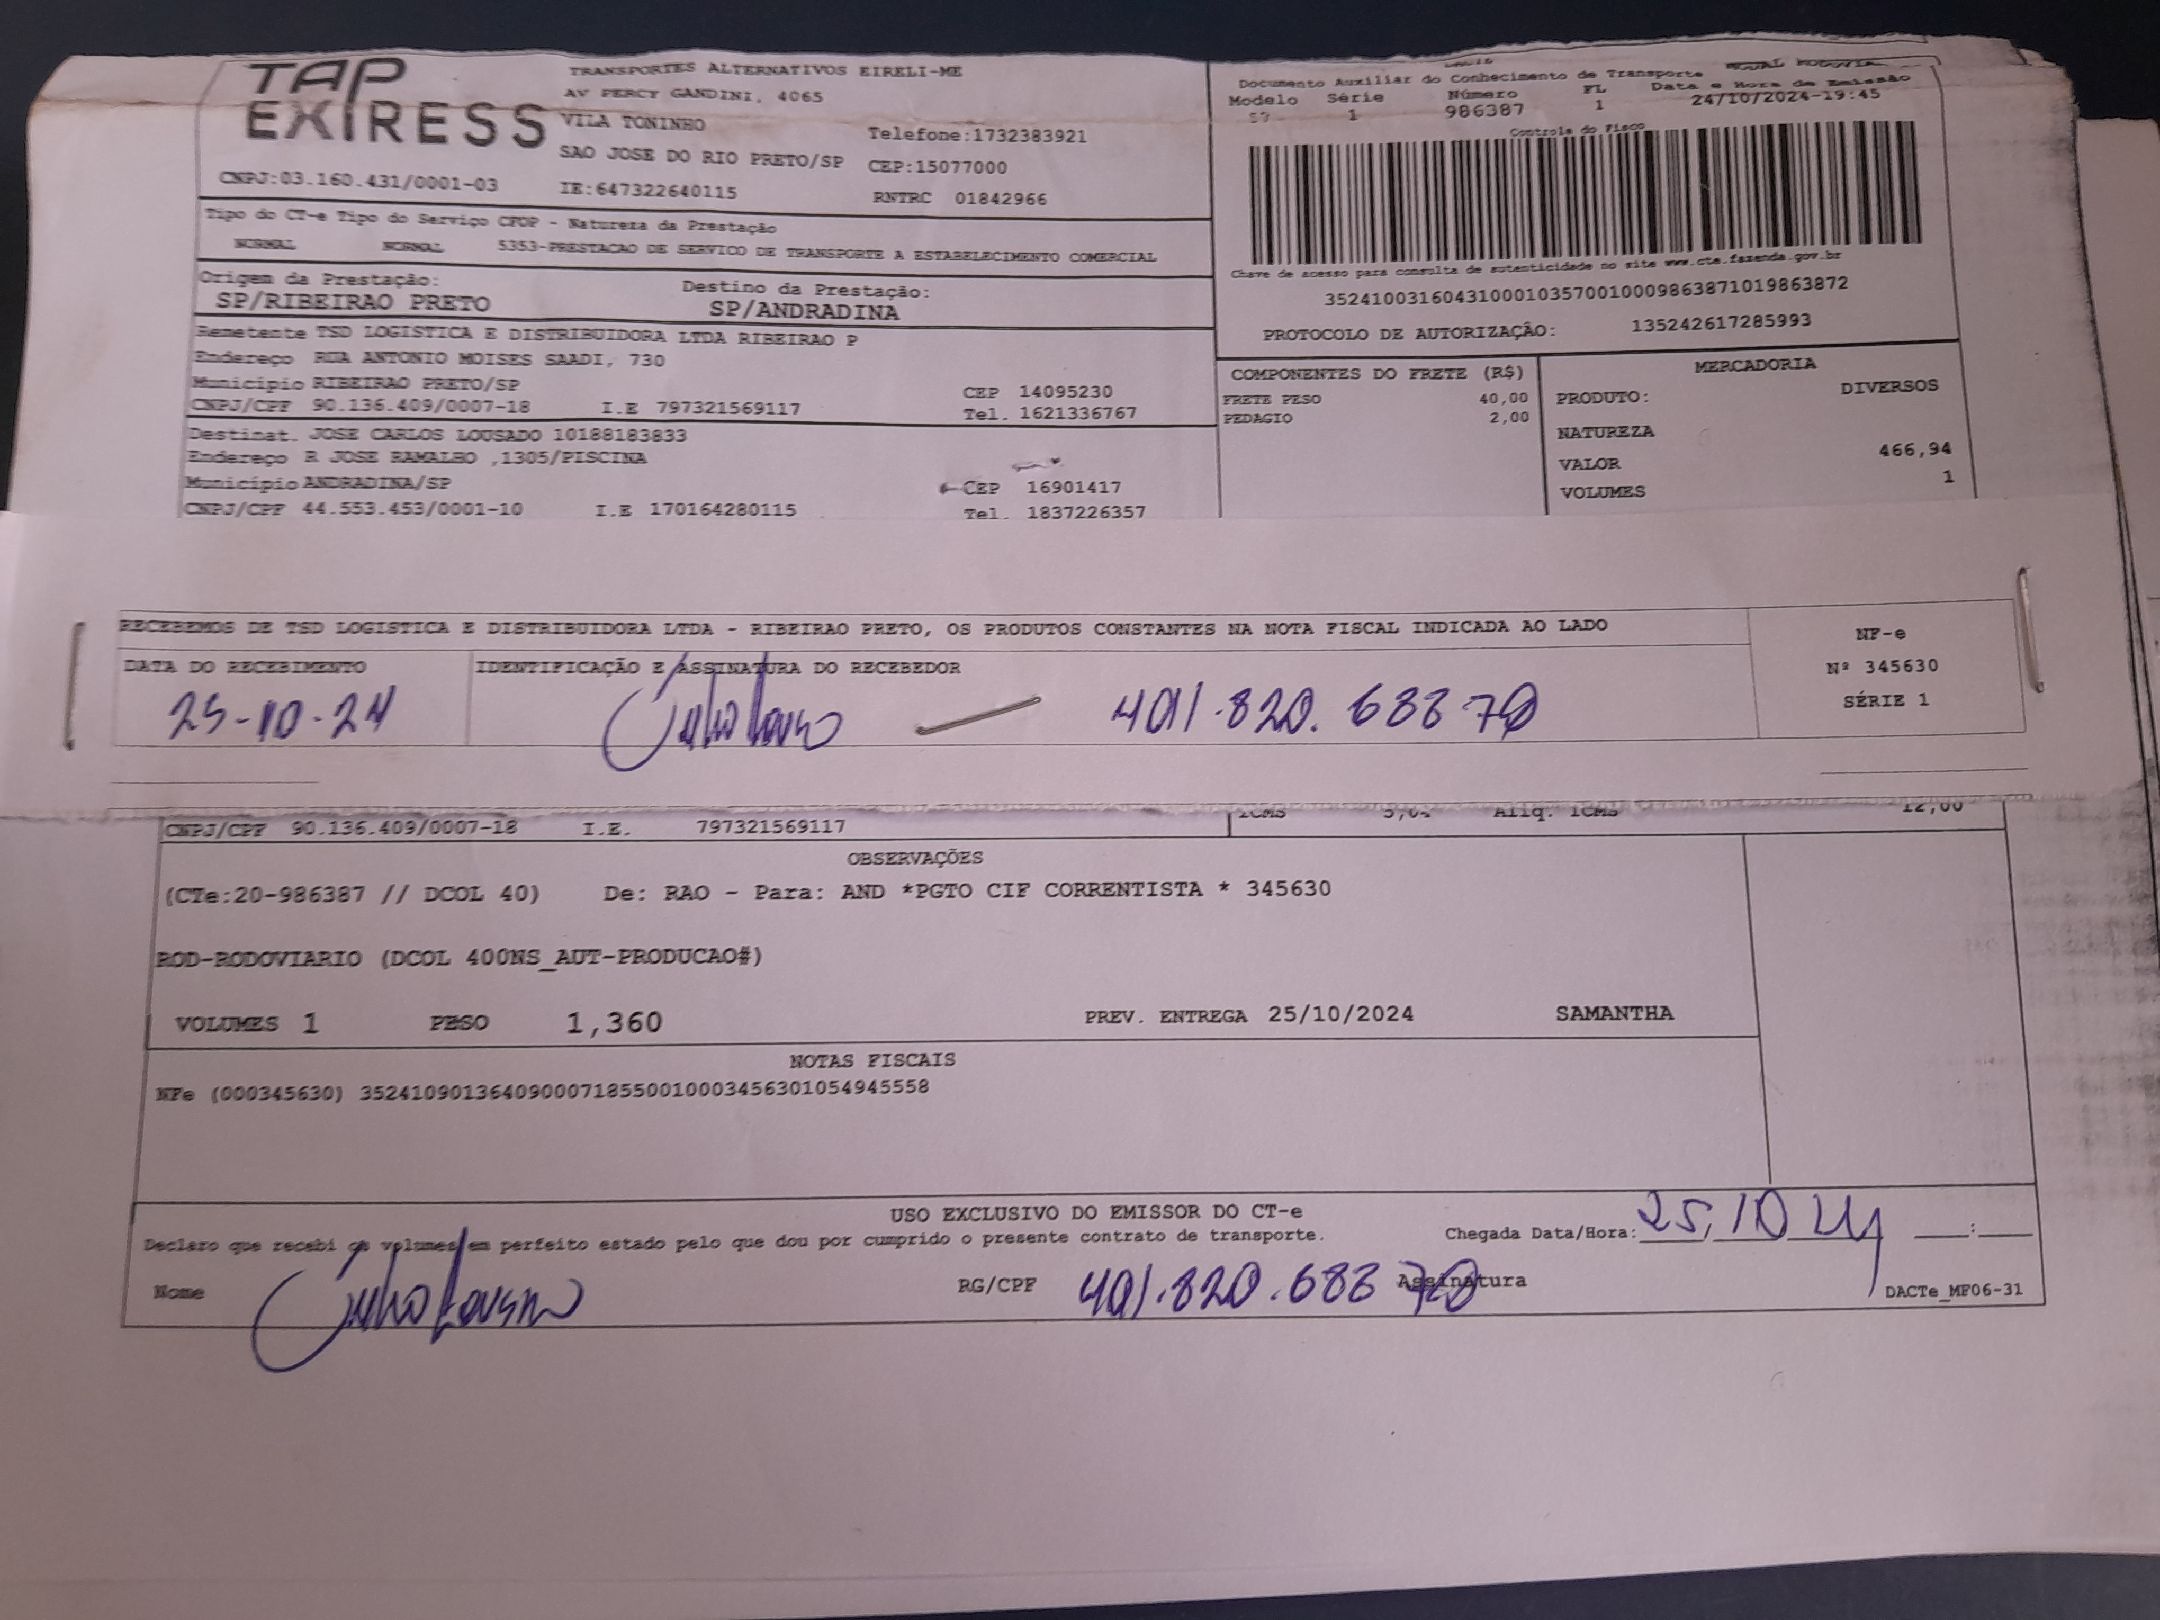 TAP
EXIRESS
TRANSPORTES ALTERNATIVOS EIRELI-ME
AV PERCY GANDINI, 4065
VILA TONINHO
Telefone:1732383921
SAO JOSE DO RIO PRETO/SP CEP:15077000
CNPJ:03.160.431/0001-03 IE:647322640115 RNTRC 01842966
Documento Auxiliar do Conhecimento de Transporte
Modelo Série Número FL Data e Hora de Emissão
57 1 986387 1 24/10/2024-19:45
Controle do Fisco
Chave de acesso para consulta de autenticidade no site www.cte.fazenda.gov.br
35241003160431000103570010009863871019863872
PROTOCOLO DE AUTORIZAÇÃO: 135242617285993
Tipo do CT-e Tipo do Serviço CFOP - Natureza da Prestação
NORMAL NORMAL 5353-PRESTACAO DE SERVICO DE TRANSPORTE A ESTABELECIMENTO COMERCIAL
Origem da Prestação: Destino da Prestação:
SP/RIBEIRAO PRETO SP/ANDRADINA
Remetente TSD LOGISTICA E DISTRIBUIDORA LTDA RIBEIRAO P
Endereço RUA ANTONIO MOISES SAADI, 730
Município RIBEIRAO PRETO/SP CEP 14095230
CNPJ/CPF 90.136.409/0007-18 I.E 797321569117 Tel. 1621336767
Destinat. JOSE CARLOS LOUSADO 10188183833
Endereço R JOSE RAMALHO ,1305/PISCINA
Município ANDRADINA/SP CEP 16901417
CNPJ/CPF 44.553.453/0001-10 I.E 170164280115 Tel. 1837226357
COMPONENTES DO FRETE (R$)
FRETE PESO 40,00
PEDAGIO 2,00
MERCADORIA
PRODUTO: DIVERSOS
NATUREZA
VALOR 466,94
VOLUMES 1
RECEBEMOS DE TSD LOGISTICA E DISTRIBUIDORA LTDA - RIBEIRAO PRETO, OS PRODUTOS CONSTANTES NA NOTA FISCAL INDICADA AO LADO
DATA DO RECEBIMENTO IDENTIFICAÇÃO E ASSINATURA DO RECEBEDOR
25-10-24 401.820.688 70
NF-e
Nº 345630
SÉRIE 1
CNPJ/CPF 90.136.409/0007-18 I.E. 797321569117 ICMS 5,04 Aliq. ICMS 12,00
OBSERVAÇÕES
(CTe:20-986387 // DCOL 40) De: RAO - Para: AND *PGTO CIF CORRENTISTA * 345630
ROD-RODOVIARIO (DCOL 400NS_AUT-PRODUCAO#)
VOLUMES 1 PESO 1,360 PREV. ENTREGA 25/10/2024 SAMANTHA
NOTAS FISCAIS
NFe (000345630) 35241090136409000718550010003456301054945558
USO EXCLUSIVO DO EMISSOR DO CT-e
Declaro que recebi os volumes em perfeito estado pelo que dou por cumprido o presente contrato de transporte. Chegada Data/Hora: 25/10 24 __:__
Nome RG/CPF 401.820.688 70 Assinatura
DACTe_MF06-31